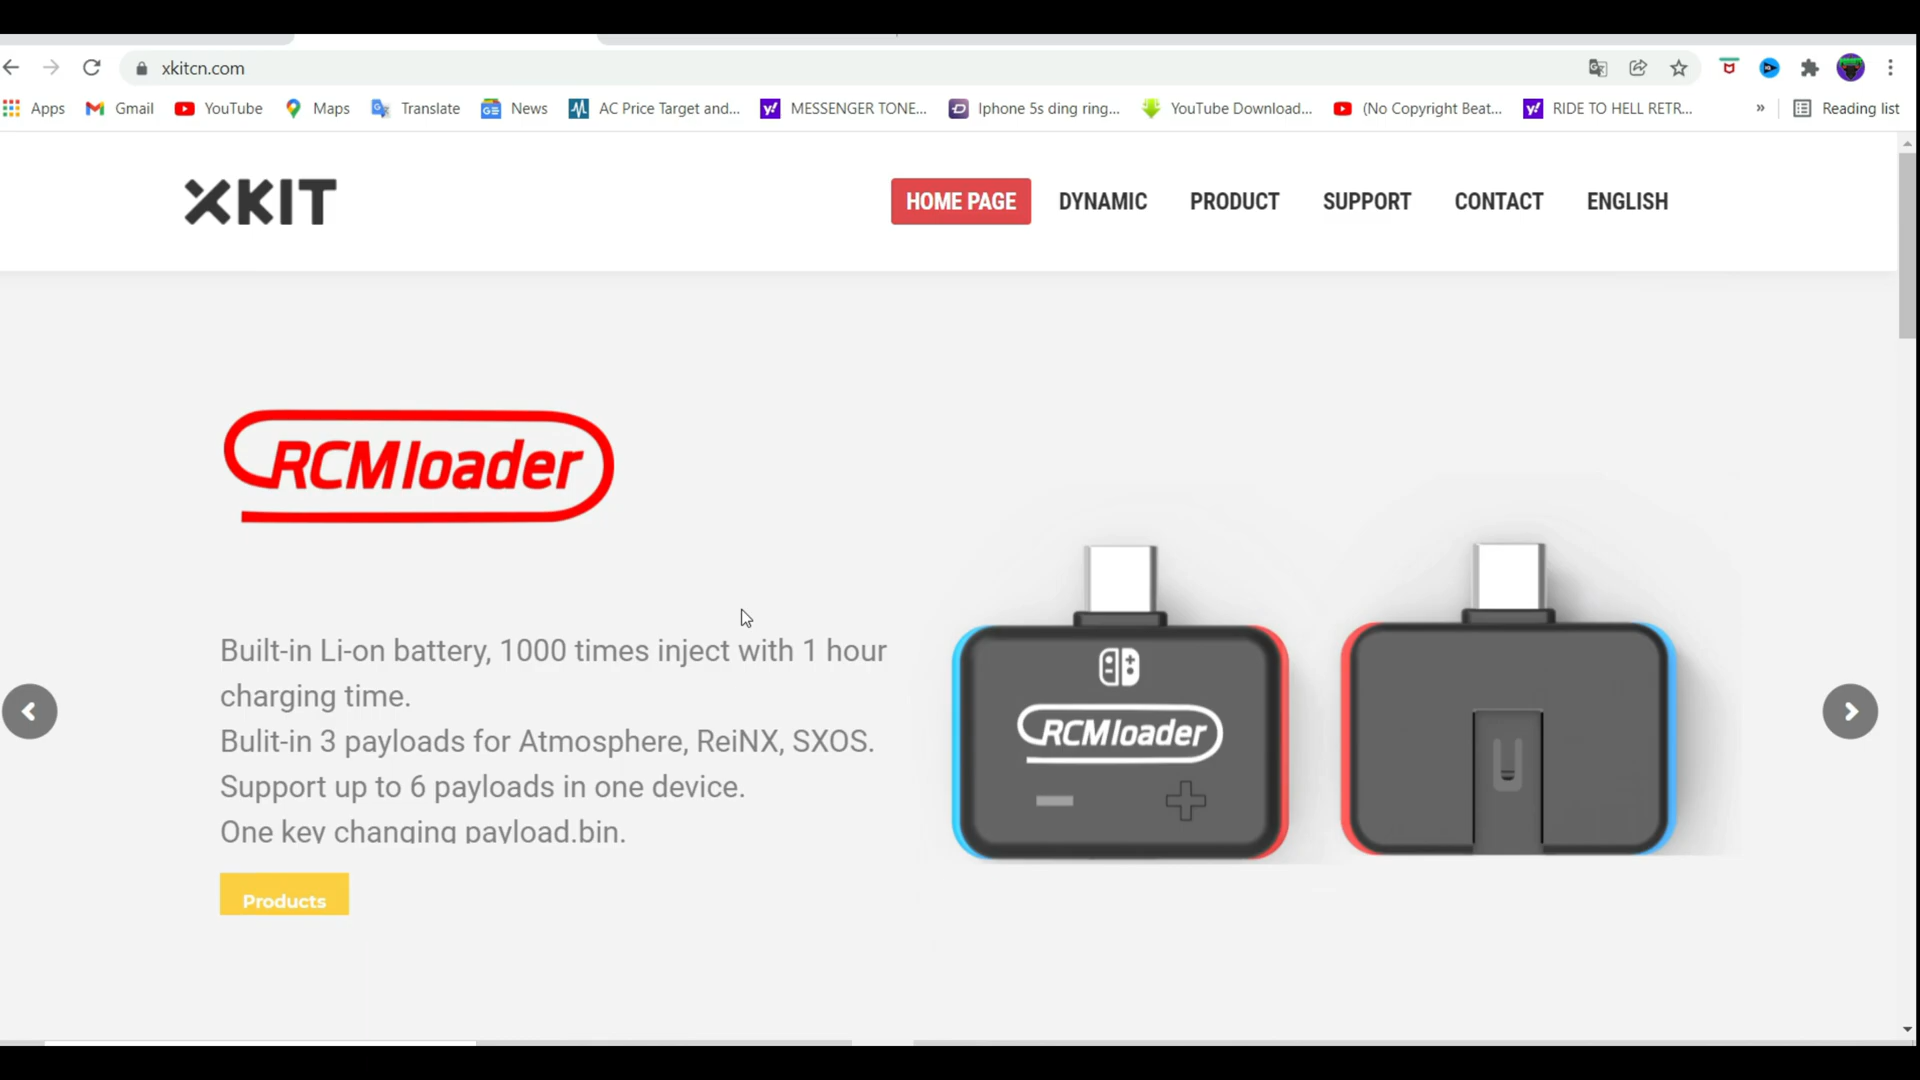 xkitcn.com
Apps Gmail YouTube Maps Translate News AC Price Target and... MESSENGER TONE... Iphone 5s ding ring... YouTube Download... (No Copyright Beat... RIDE TO HELL RETR... » Reading list
XKIT
HOME PAGE DYNAMIC PRODUCT SUPPORT CONTACT ENGLISH
RCMloader
Built-in Li-on battery, 1000 times inject with 1 hour
charging time.
Bulit-in 3 payloads for Atmosphere, ReiNX, SXOS.
Support up to 6 payloads in one device.
One key changing payload.bin.
Products
RCMloader